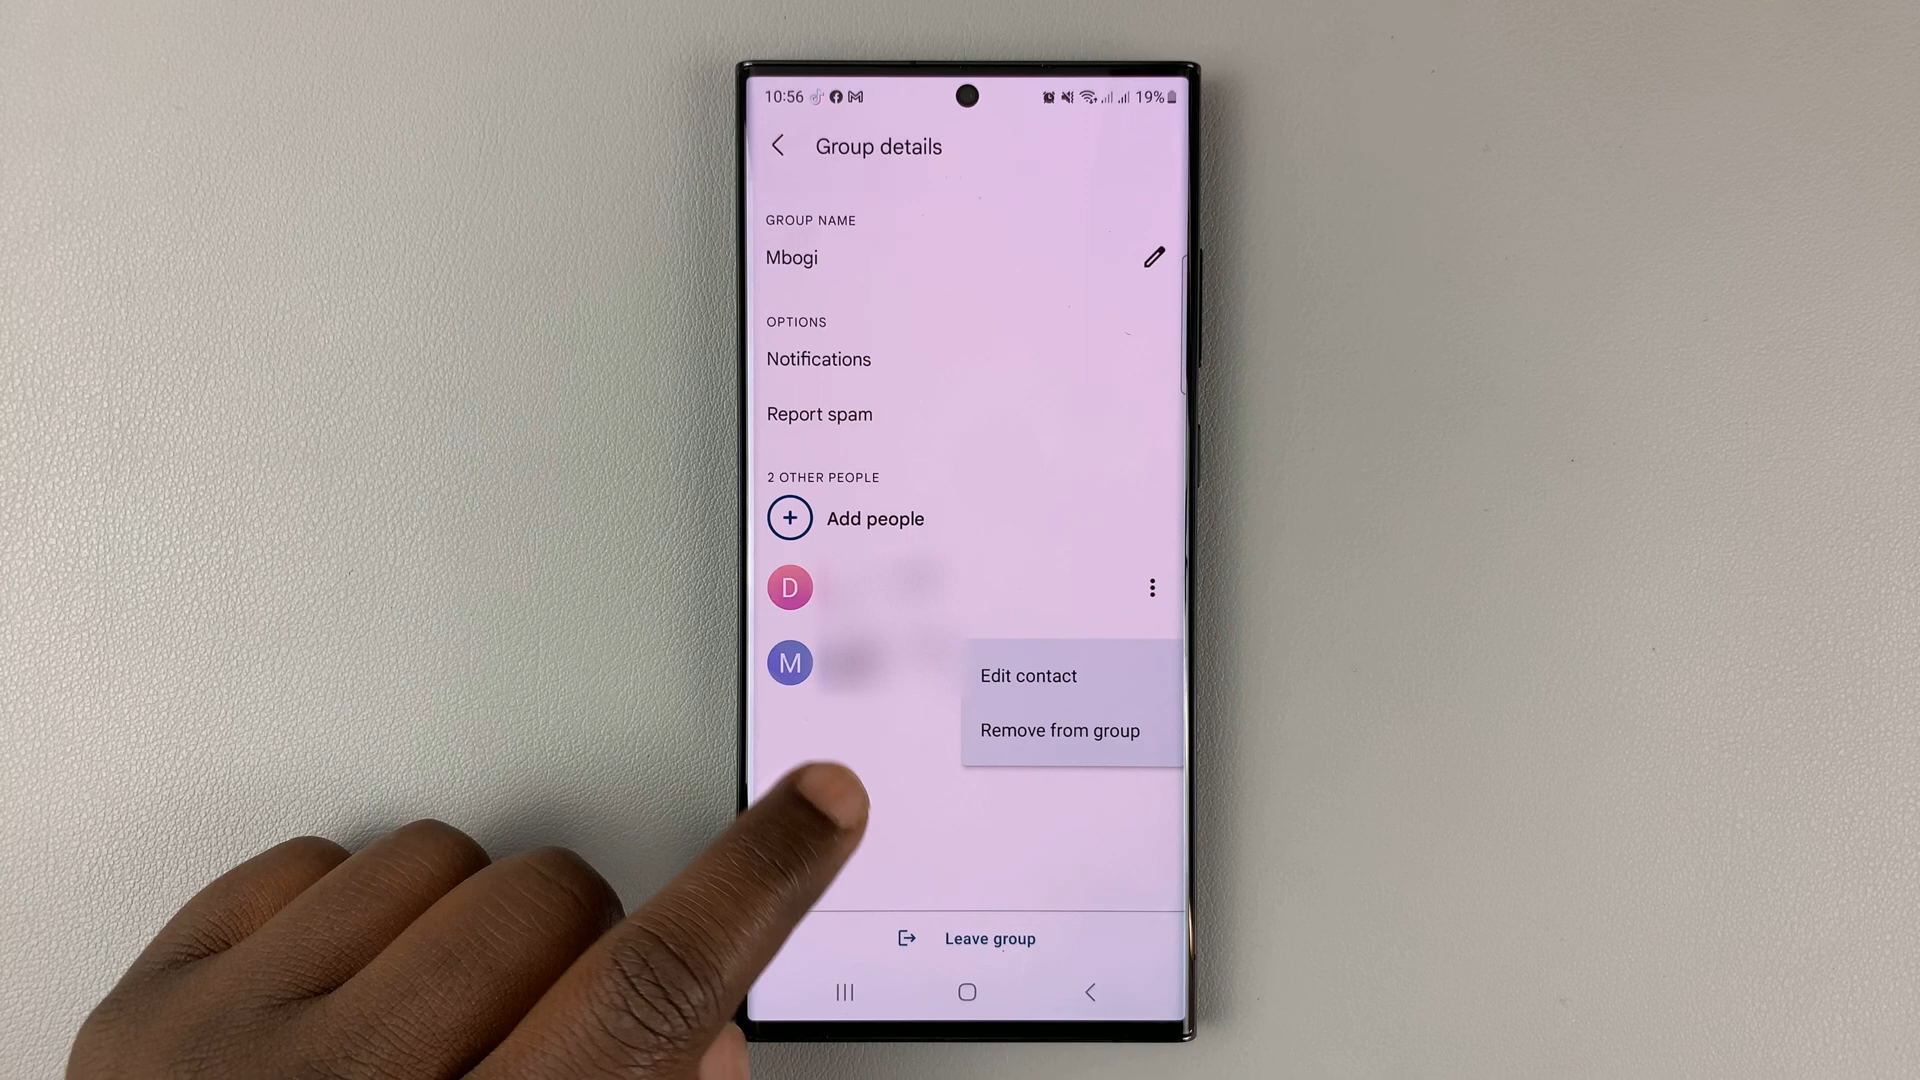 10:56 19%
Group details
GROUP NAME
Mbogi
OPTIONS
Notifications
Report spam
2 OTHER PEOPLE
Add people
D
M
Edit contact
Remove from group
Leave group